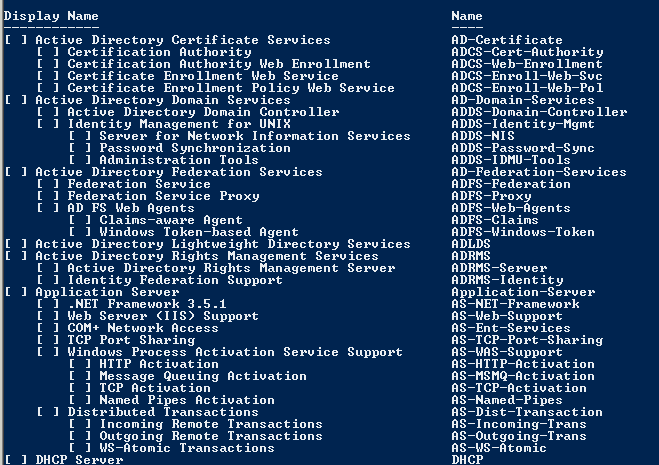 Display Name                                            Name
------------                                            ----
[ ] Active Directory Certificate Services               AD-Certificate
    [ ] Certification Authority                         ADCS-Cert-Authority
    [ ] Certification Authority Web Enrollment          ADCS-Web-Enrollment
    [ ] Certificate Enrollment Web Service              ADCS-Enroll-Web-Svc
    [ ] Certificate Enrollment Policy Web Service       ADCS-Enroll-Web-Pol
[ ] Active Directory Domain Services                    AD-Domain-Services
    [ ] Active Directory Domain Controller              ADDS-Domain-Controller
    [ ] Identity Management for UNIX                    ADDS-Identity-Mgmt
        [ ] Server for Network Information Services     ADDS-NIS
        [ ] Password Synchronization                    ADDS-Password-Sync
        [ ] Administration Tools                        ADDS-IDMU-Tools
[ ] Active Directory Federation Services                AD-Federation-Services
    [ ] Federation Service                              ADFS-Federation
    [ ] Federation Service Proxy                        ADFS-Proxy
    [ ] AD FS Web Agents                                ADFS-Web-Agents
        [ ] Claims-aware Agent                          ADFS-Claims
        [ ] Windows Token-based Agent                   ADFS-Windows-Token
[ ] Active Directory Lightweight Directory Services     ADLDS
[ ] Active Directory Rights Management Services         ADRMS
    [ ] Active Directory Rights Management Server       ADRMS-Server
    [ ] Identity Federation Support                     ADRMS-Identity
[ ] Application Server                                  Application-Server
    [ ] .NET Framework 3.5.1                            AS-NET-Framework
    [ ] Web Server (IIS) Support                        AS-Web-Support
    [ ] COM+ Network Access                             AS-Ent-Services
    [ ] TCP Port Sharing                                AS-TCP-Port-Sharing
    [ ] Windows Process Activation Service Support      AS-WAS-Support
        [ ] HTTP Activation                             AS-HTTP-Activation
        [ ] Message Queuing Activation                  AS-MSMQ-Activation
        [ ] TCP Activation                              AS-TCP-Activation
        [ ] Named Pipes Activation                      AS-Named-Pipes
    [ ] Distributed Transactions                        AS-Dist-Transaction
        [ ] Incoming Remote Transactions                AS-Incoming-Trans
        [ ] Outgoing Remote Transactions                AS-Outgoing-Trans
        [ ] WS-Atomic Transactions                      AS-WS-Atomic
[ ] DHCP Server                                         DHCP